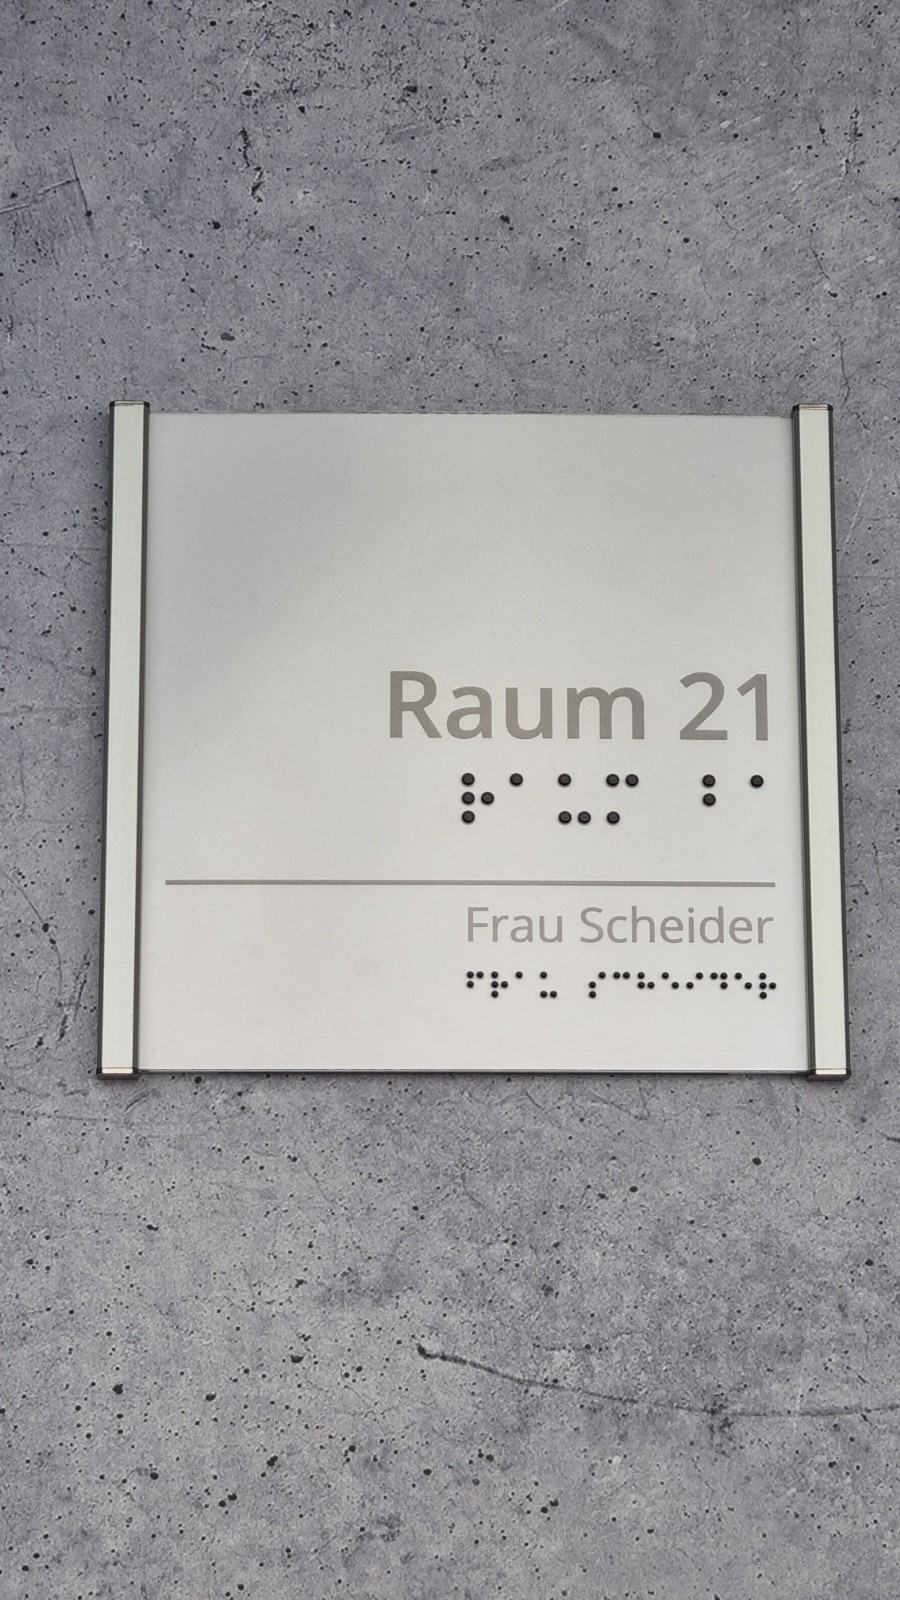 Raum 21
⠗⠁⠥⠍ ⠃⠁
Frau Scheider
⠋⠗⠁⠥ ⠎⠉⠓⠑⠊⠙⠑⠗